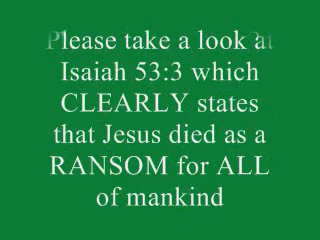 Please take a look at
Isaiah 53:3 which
CLEARLY states
that Jesus died as a
RANSOM for ALL
of mankind